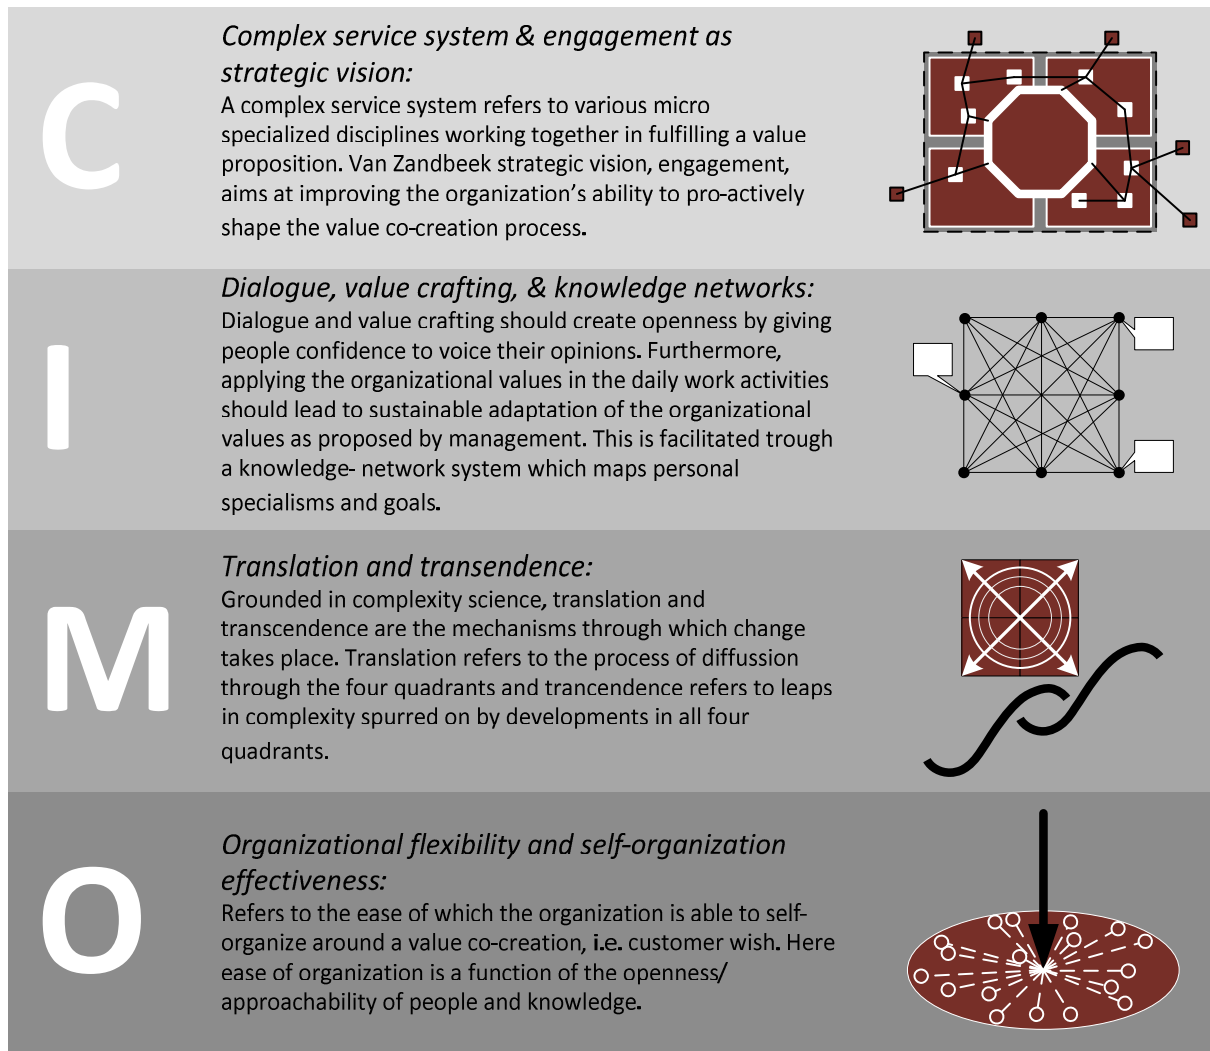 C
Complex service system & engagement as
strategic vision:
A complex service system refers to various micro
specialized disciplines working together in fulfilling a value
proposition. Van Zandbeek strategic vision, engagement,
aims at improving the organization's ability to pro-actively
shape the value co-creation process.
I
Dialogue, value crafting, & knowledge networks:
Dialogue and value crafting should create openness by giving
people confidence to voice their opinions. Furthermore,
applying the organizational values in the daily work activities
should lead to sustainable adaptation of the organizational
values as proposed by management. This is facilitated trough
a knowledge- network system which maps personal
specialisms and goals.
M
Translation and transendence:
Grounded in complexity science, translation and
transcendence are the mechanisms through which change
takes place. Translation refers to the process of diffussion
through the four quadrants and trancendence refers to leaps
in complexity spurred on by developments in all four
quadrants.
O
Organizational flexibility and self-organization
effectiveness:
Refers to the ease of which the organization is able to self-
organize around a value co-creation, i.e. customer wish. Here
ease of organization is a function of the openness/
approachability of people and knowledge.